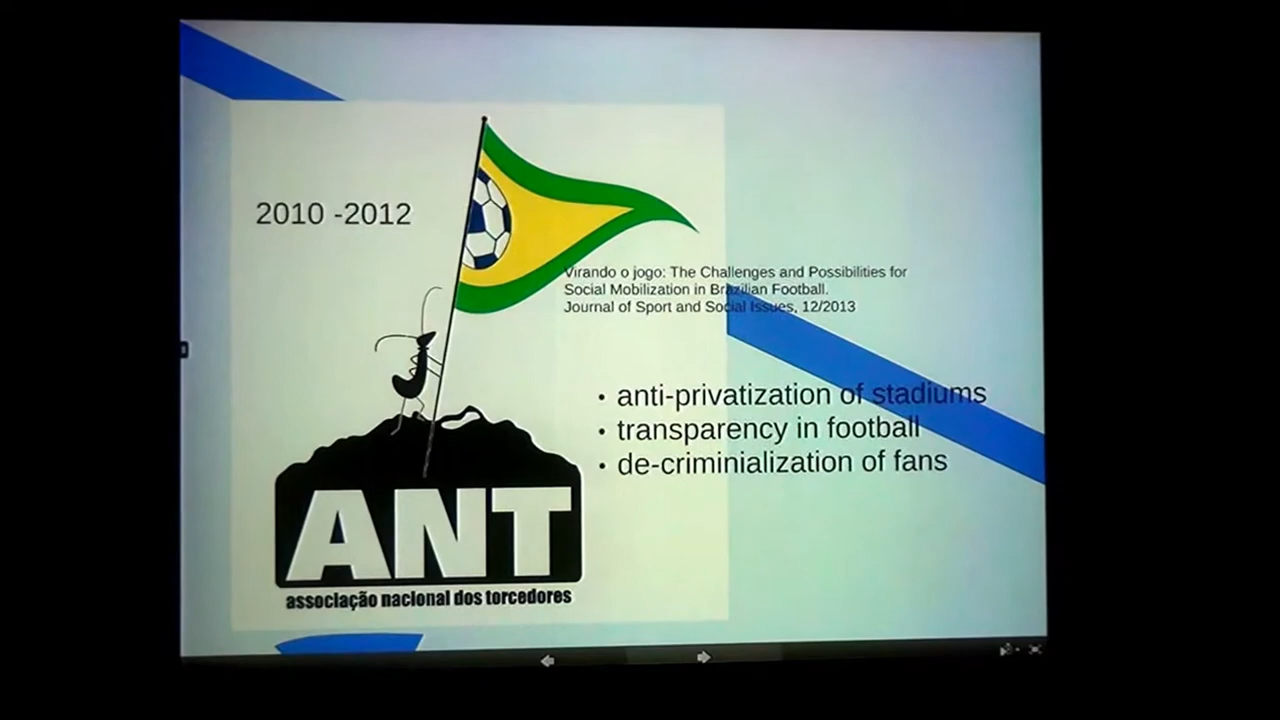 2010 -2012
Virando o jogo: The Challenges and Possibilities for
Social Mobilization in Brazilian Football.
Journal of Sport and Social Issues, 12/2013
• anti-privatization of stadiums
• transparency in football
• de-criminialization of fans
ANT
associação nacional dos torcedores